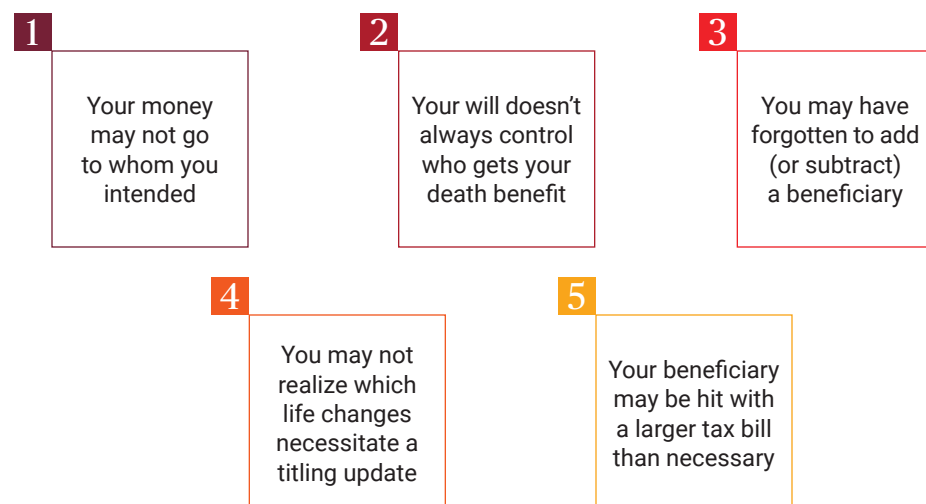 1
Your money
may not go
to whom you
intended
2
Your will doesn’t
always control
who gets your
death benefit
3
You may have
forgotten to add
(or subtract)
a beneficiary
4
You may not
realize which
life changes
necessitate a
titling update
5
Your beneficiary
may be hit with
a larger tax bill
than necessary